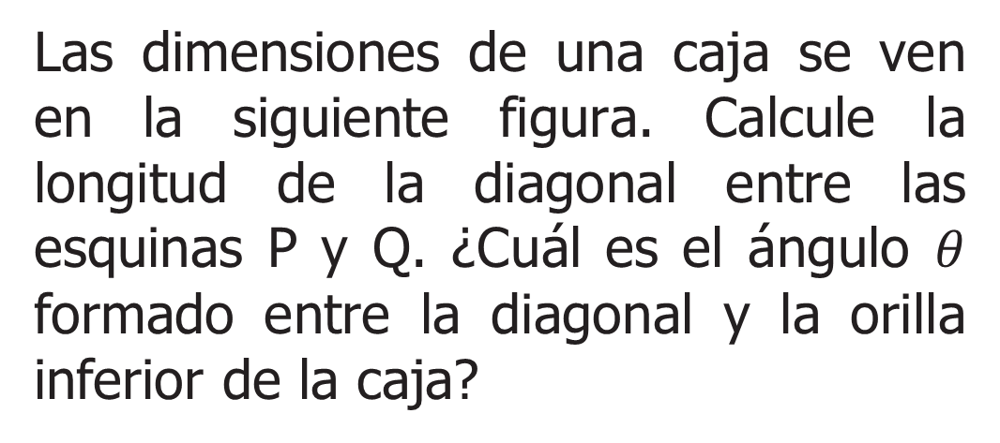 Las dimensiones de una caja se ven
en la siguiente figura. Calcule la
longitud de la diagonal entre las
esquinas P y Q. ¿Cuál es el ángulo θ
formado entre la diagonal y la orilla
inferior de la caja?